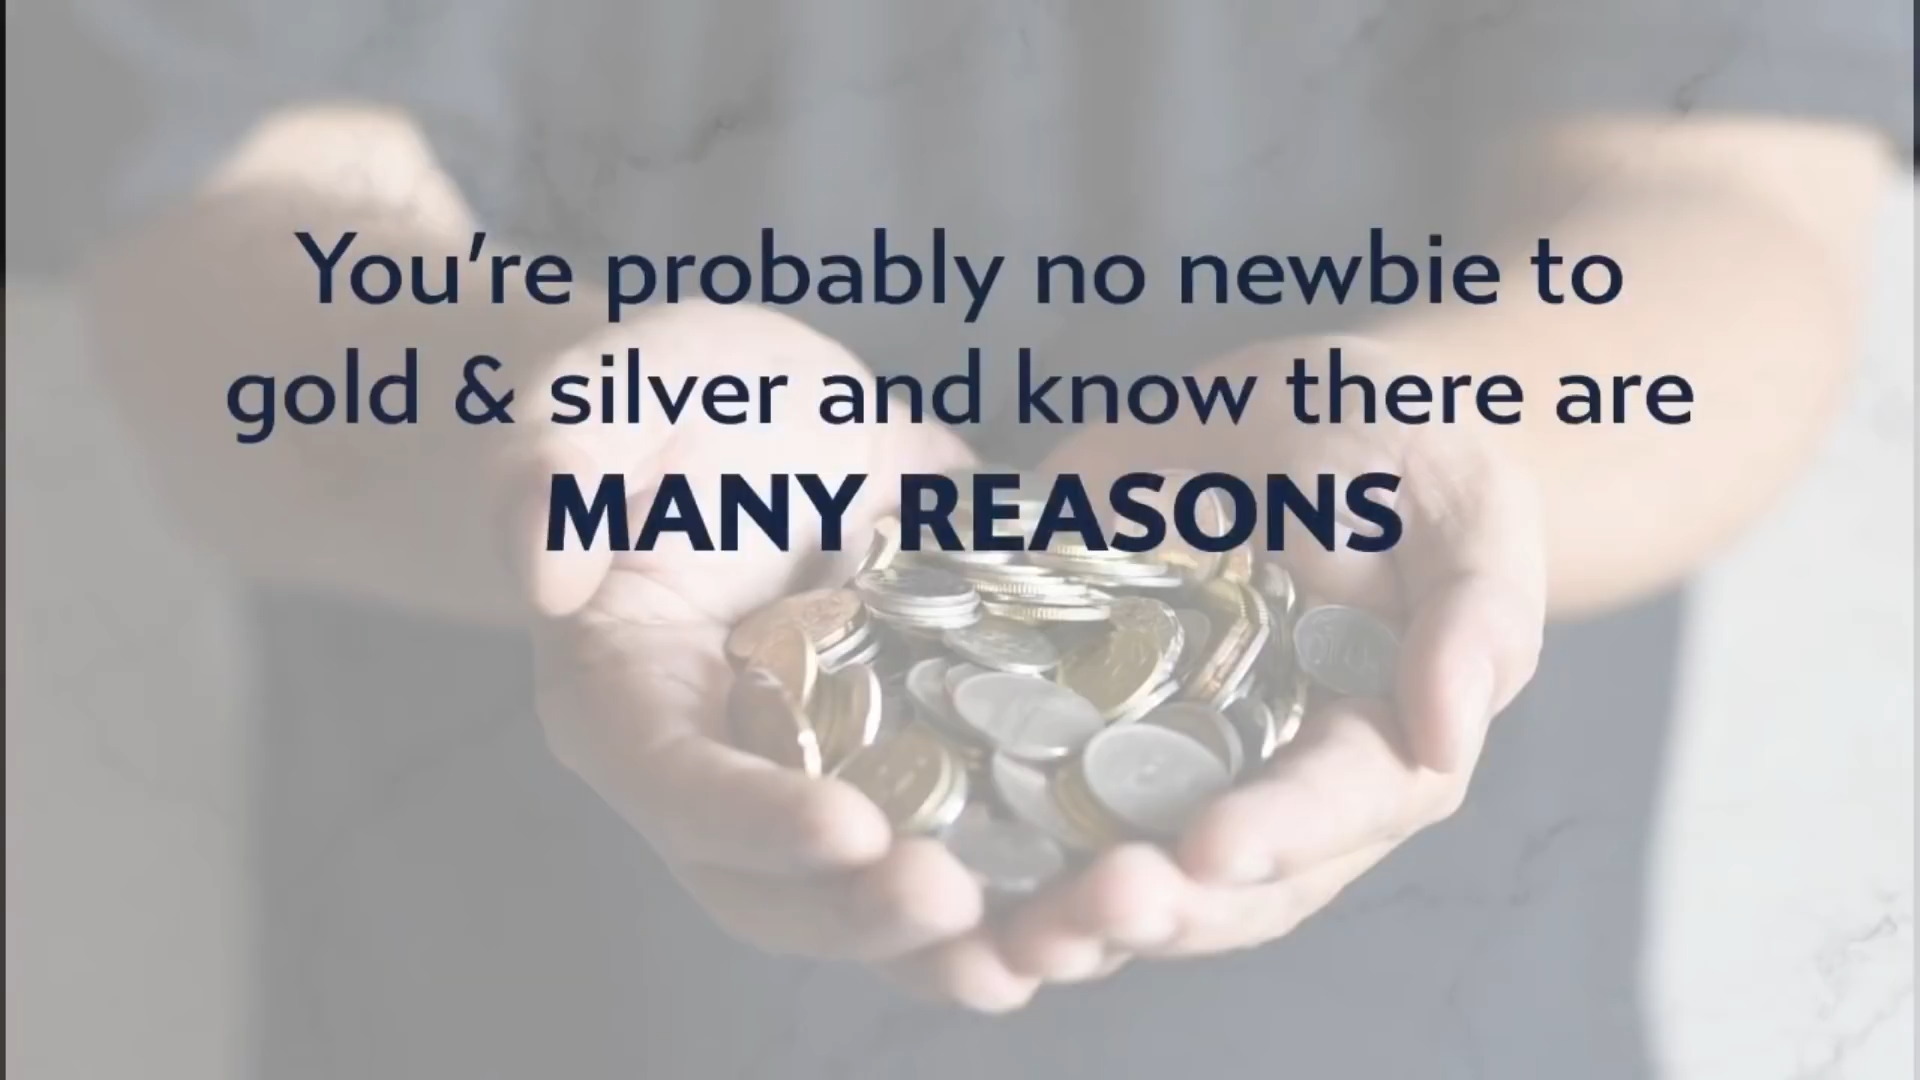 You're probably no newbie to
gold & silver and know there are
MANY REASONS